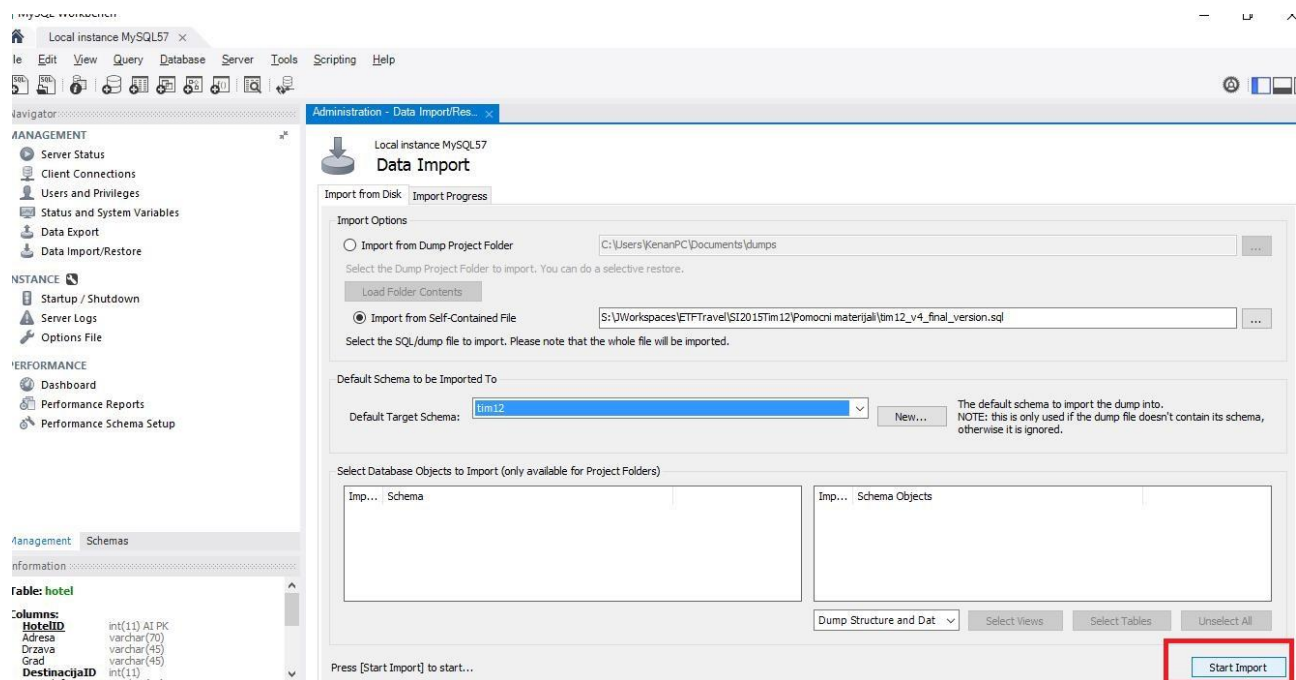 MySQL Workbench
Local instance MySQL57 ×
le Edit View Query Database Server Tools Scripting Help
Navigator
MANAGEMENT
Server Status
Client Connections
Users and Privileges
Status and System Variables
Data Export
Data Import/Restore
INSTANCE
Startup / Shutdown
Server Logs
Options File
PERFORMANCE
Dashboard
Performance Reports
Performance Schema Setup
Management Schemas
Information
Table: hotel
Columns:
HotelID int(11) AI PK
Adresa varchar(70)
Drzava varchar(45)
Grad varchar(45)
DestinacijaID int(11)
Administration - Data Import/Res... ×
Local instance MySQL57
Data Import
Import from Disk Import Progress
Import Options
Import from Dump Project Folder C:\Users\KenanPC\Documents\dumps ...
Select the Dump Project Folder to import. You can do a selective restore.
Load Folder Contents
Import from Self-Contained File S:\JWorkspaces\ETFTravel\SI2015Tim12\Pomocni materijali\tim12_v4_final_version.sql ...
Select the SQL/dump file to import. Please note that the whole file will be imported.
Default Schema to be Imported To
Default Target Schema: tim12 New...
The default schema to import the dump into.
NOTE: this is only used if the dump file doesn't contain its schema,
otherwise it is ignored.
Select Database Objects to Import (only available for Project Folders)
Imp... Schema
Imp... Schema Objects
Dump Structure and Dat Select Views Select Tables Unselect All
Press [Start Import] to start... Start Import